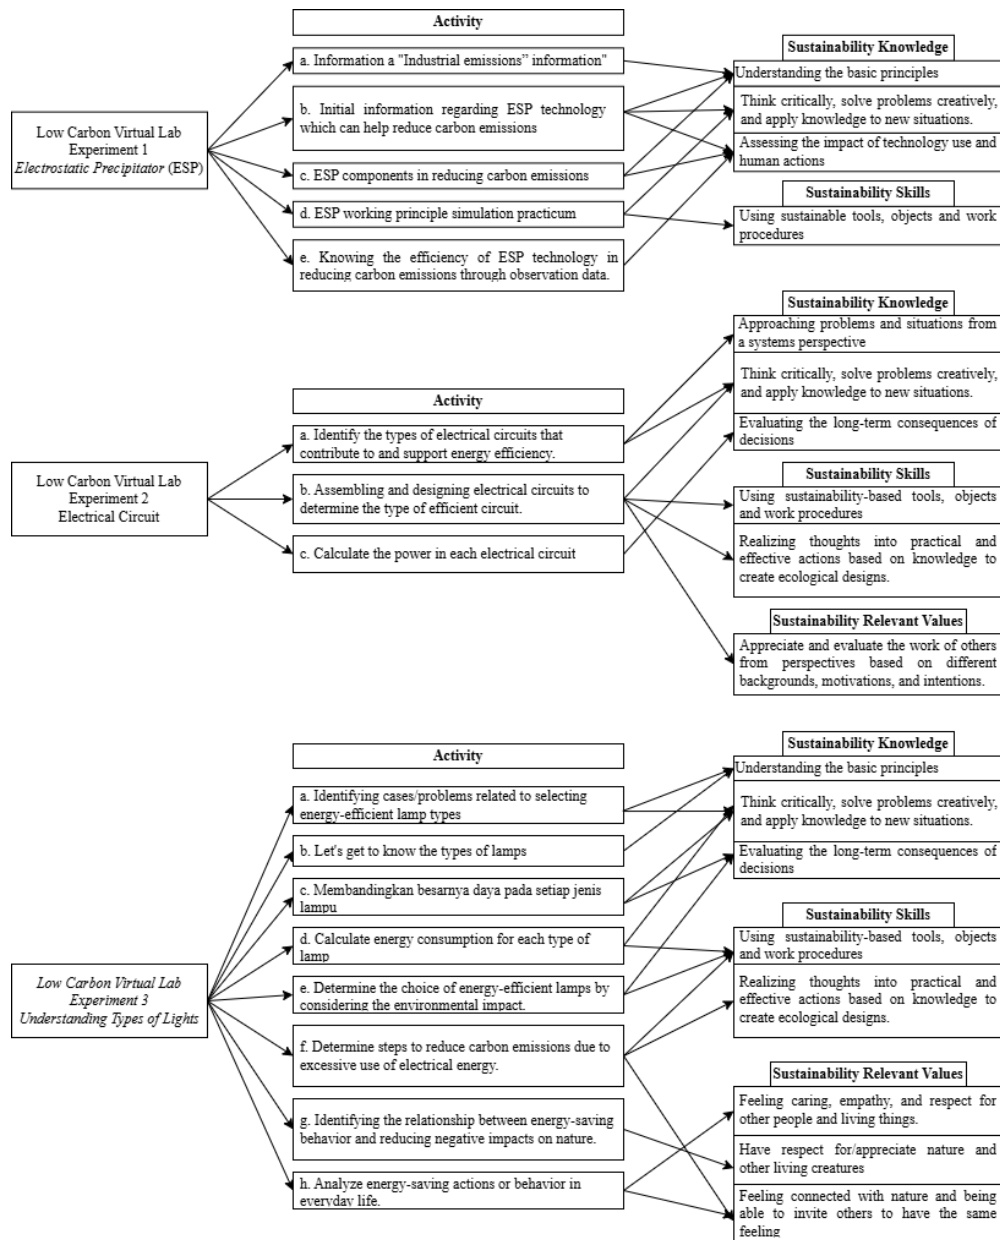 Low Carbon Virtual Lab
Experiment 1
Electrostatic Precipitator (ESP)
Activity
a. Information a "Industrial emissions” information"
b. Initial information regarding ESP technology
which can help reduce carbon emissions
c. ESP components in reducing carbon emissions
d. ESP working principle simulation practicum
e. Knowing the efficiency of ESP technology in
reducing carbon emissions through observation data.
Sustainability Knowledge
Understanding the basic principles
Think critically, solve problems creatively,
and apply knowledge to new situations.
Assessing the impact of technology use and
human actions
Sustainability Skills
Using sustainable tools, objects and work
procedures
Low Carbon Virtual Lab
Experiment 2
Electrical Circuit
Activity
a. Identify the types of electrical circuits that
contribute to and support energy efficiency.
b. Assembling and designing electrical circuits to
determine the type of efficient circuit.
c. Calculate the power in each electrical circuit
Sustainability Knowledge
Approaching problems and situations from
a systems perspective
Think critically, solve problems creatively,
and apply knowledge to new situations.
Evaluating the long-term consequences of
decisions
Sustainability Skills
Using sustainability-based tools, objects
and work procedures
Realizing thoughts into practical and
effective actions based on knowledge to
create ecological designs.
Sustainability Relevant Values
Appreciate and evaluate the work of others
from perspectives based on different
backgrounds, motivations, and intentions.
Low Carbon Virtual Lab
Experiment 3
Understanding Types of Lights
Activity
a. Identifying cases/problems related to selecting
energy-efficient lamp types
b. Let's get to know the types of lamps
c. Membandingkan besarnya daya pada setiap jenis
lampu
d. Calculate energy consumption for each type of
lamp
e. Determine the choice of energy-efficient lamps by
considering the environmental impact.
f. Determine steps to reduce carbon emissions due to
excessive use of electrical energy.
g. Identifying the relationship between energy-saving
behavior and reducing negative impacts on nature.
h. Analyze energy-saving actions or behavior in
everyday life.
Sustainability Knowledge
Understanding the basic principles
Think critically, solve problems creatively,
and apply knowledge to new situations.
Evaluating the long-term consequences of
decisions
Sustainability Skills
Using sustainability-based tools, objects
and work procedures
Realizing thoughts into practical and
effective actions based on knowledge to
create ecological designs.
Sustainability Relevant Values
Feeling caring, empathy, and respect for
other people and living things.
Have respect for/appreciate nature and
other living creatures
Feeling connected with nature and being
able to invite others to have the same
feeling